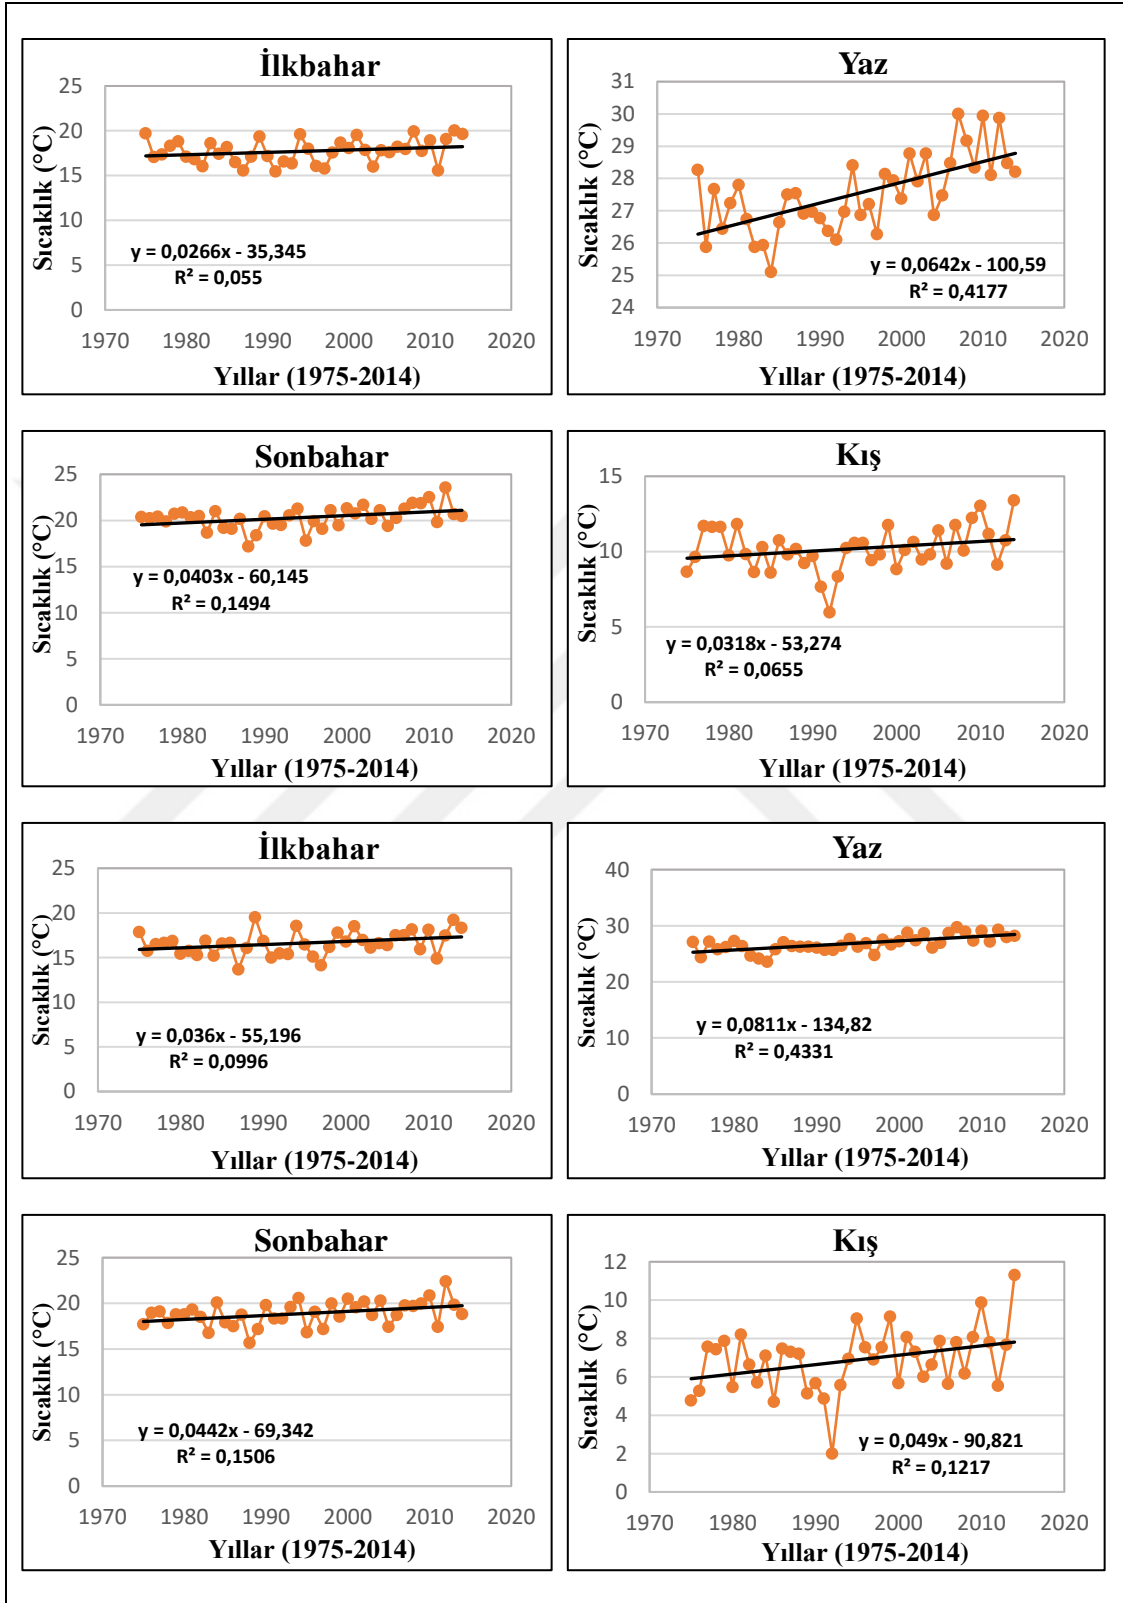 İlkbahar
25
20
15
10
5
0
1970 1980 1990 2000 2010 2020
Sıcaklık (°C)
Yıllar (1975-2014)
y = 0,0266x - 35,345
R² = 0,055
Yaz
31
30
29
28
27
26
25
24
1970 1980 1990 2000 2010 2020
Sıcaklık (°C)
Yıllar (1975-2014)
y = 0,0642x - 100,59
R² = 0,4177
Sonbahar
25
20
15
10
5
0
1970 1980 1990 2000 2010 2020
Sıcaklık (°C)
Yıllar (1975-2014)
y = 0,0403x - 60,145
R² = 0,1494
Kış
15
10
5
0
1970 1980 1990 2000 2010 2020
Sıcaklık (°C)
Yıllar (1975-2014)
y = 0,0318x - 53,274
R² = 0,0655
İlkbahar
25
20
15
10
5
0
1970 1980 1990 2000 2010 2020
Sıcaklık (°C)
Yıllar (1975-2014)
y = 0,036x - 55,196
R² = 0,0996
Yaz
40
30
20
10
0
1970 1980 1990 2000 2010 2020
Sıcaklık (°C)
Yıllar (1975-2014)
y = 0,0811x - 134,82
R² = 0,4331
Sonbahar
25
20
15
10
5
0
1970 1980 1990 2000 2010 2020
Sıcaklık (°C)
Yıllar (1975-2014)
y = 0,0442x - 69,342
R² = 0,1506
Kış
12
10
8
6
4
2
0
1970 1980 1990 2000 2010 2020
Sıcaklık (°C)
Yıllar (1975-2014)
y = 0,049x - 90,821
R² = 0,1217